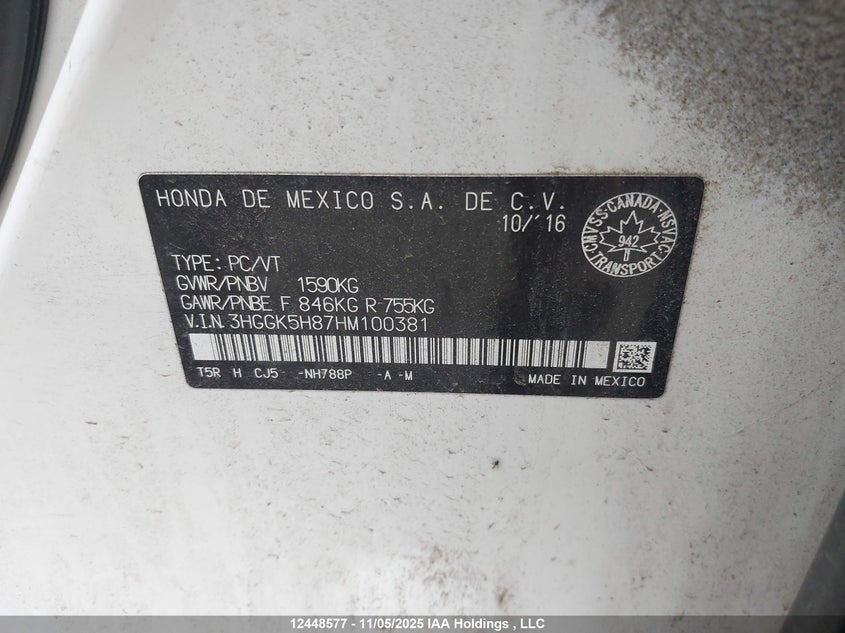 HONDA DE MEXICO S.A. DE C.V.
10/'16
CMVSS·CANADA·NSVAC
942
TRANSPORT
TYPE: PC/VT
GVWR/PNBV 1590KG
GAWR/PNBE F 846KG R-755KG
V.I.N.3HGGK5H87HM100381
T5R H CJ5 -NH788P -A -M
MADE IN MEXICO
12448577 - 11/05/2025 IAA Holdings , LLC